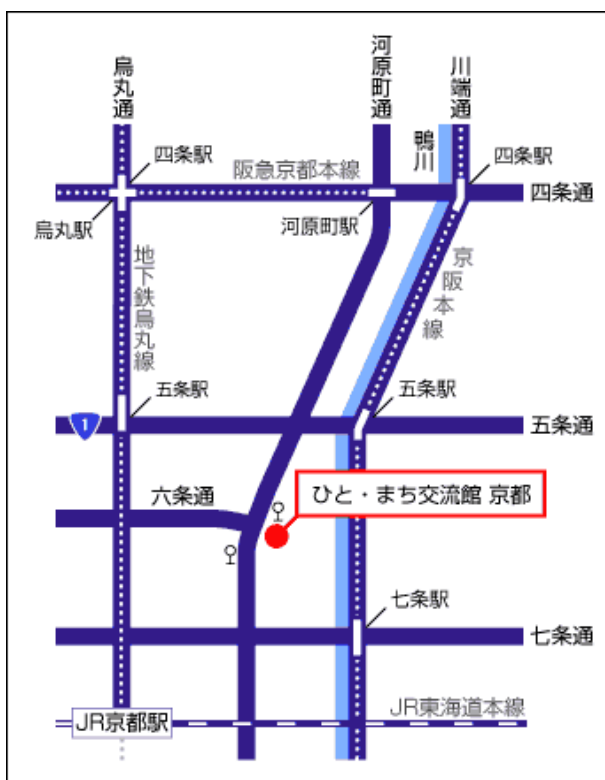 烏丸通
河原町通
川端通
鴨川
四条駅
阪急京都本線
四条駅
四条通
烏丸駅
河原町駅
地下鉄烏丸線
京阪本線
五条駅
五条駅
1
五条通
六条通
ひと・まち交流館 京都
七条駅
七条通
JR東海道本線
JR京都駅